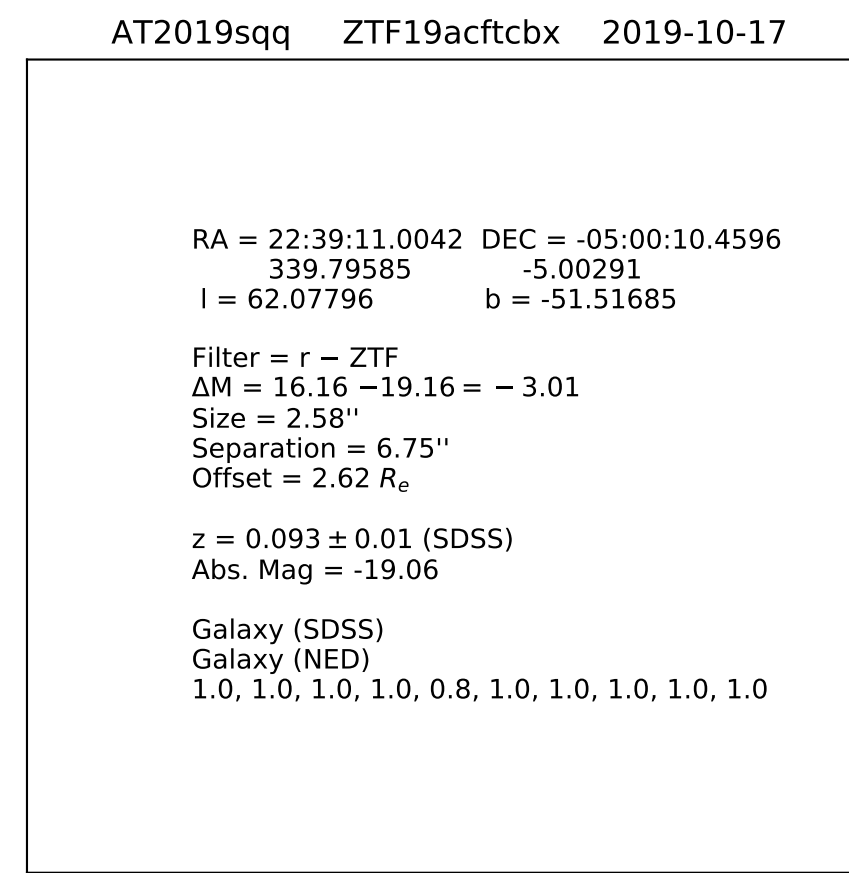 AT2019sqq ZTF19acftcbx 2019-10-17
RA = 22:39:11.0042 DEC = -05:00:10.4596
339.79585 -5.00291
l = 62.07796 b = -51.51685
Filter = r − ZTF
ΔM = 16.16 −19.16 = − 3.01
Size = 2.58''
Separation = 6.75''
Offset = 2.62 Re
z = 0.093 ± 0.01 (SDSS)
Abs. Mag = -19.06
Galaxy (SDSS)
Galaxy (NED)
1.0, 1.0, 1.0, 1.0, 0.8, 1.0, 1.0, 1.0, 1.0, 1.0